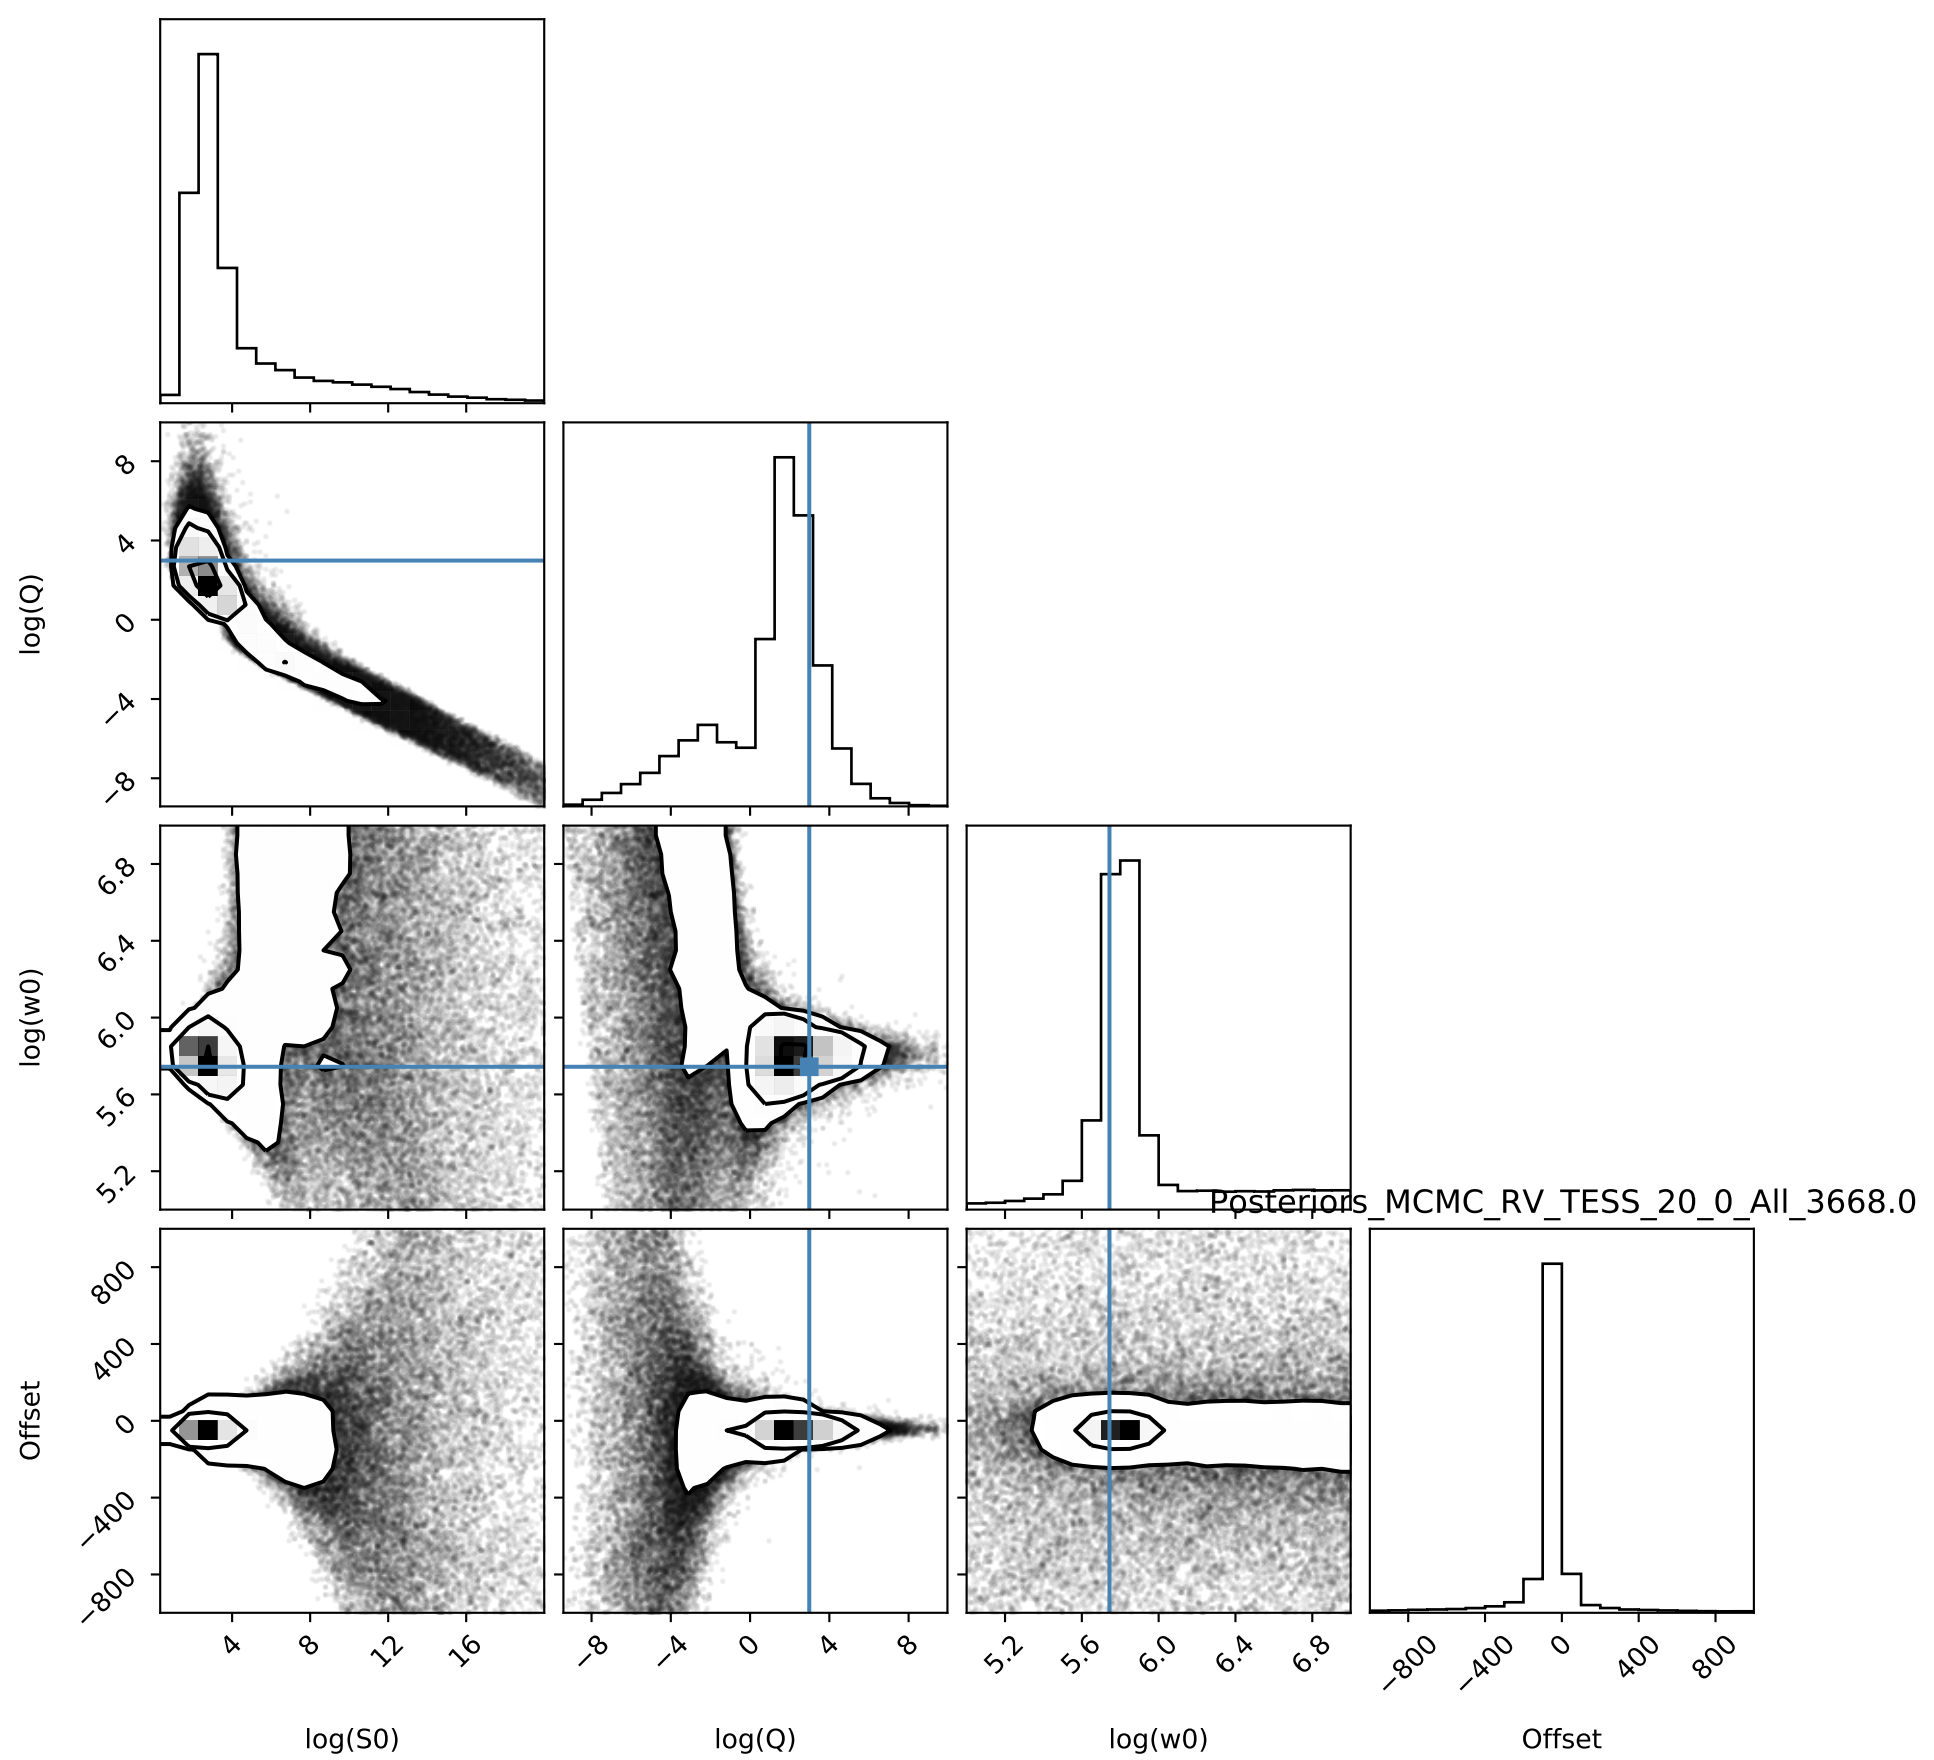 8
4
0
−4
−8
log(Q)
6.8
6.4
6.0
5.6
5.2
log(w0)
Posteriors_MCMC_RV_TESS_20_0_All_3668.0
800
400
0
−400
−800
Offset
4 8 12 16
−8 −4 0 4 8
5.2 5.6 6.0 6.4 6.8
−800 −400 0 400 800
log(S0) log(Q) log(w0) Offset